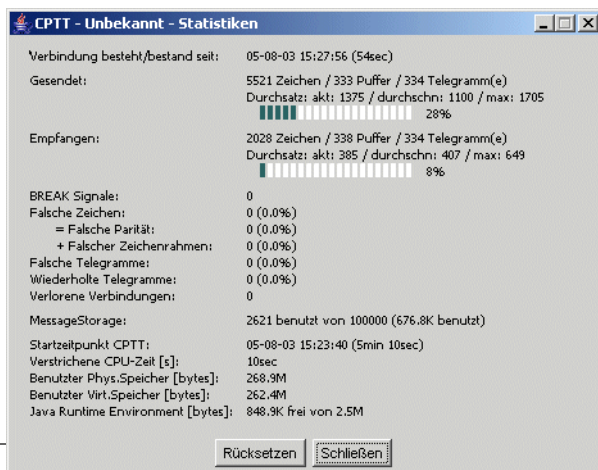 CPTT - Unbekannt - Statistiken
Verbindung besteht/bestand seit: 05-08-03 15:27:56 (54sec)
Gesendet: 5521 Zeichen / 333 Puffer / 334 Telegramm(e)
Durchsatz: akt: 1375 / durchschn: 1100 / max: 1705
28%
Empfangen: 2028 Zeichen / 338 Puffer / 334 Telegramm(e)
Durchsatz: akt: 385 / durchschn: 407 / max: 649
8%
BREAK Signale: 0
Falsche Zeichen: 0 (0.0%)
= Falsche Parität: 0 (0.0%)
+ Falscher Zeichenrahmen: 0 (0.0%)
Falsche Telegramme: 0 (0.0%)
Wiederholte Telegramme: 0 (0.0%)
Verlorene Verbindungen: 0
MessageStorage: 2621 benutzt von 100000 (676.8K benutzt)
Startzeitpunkt CPTT: 05-08-03 15:23:40 (5min 10sec)
Verstrichene CPU-Zeit [s]: 10sec
Benutzter Phys.Speicher [bytes]: 268.9M
Benutzter Virt.Speicher [bytes]: 262.4M
Java Runtime Environment [bytes]: 848.9K frei von 2.5M
Rücksetzen Schließen